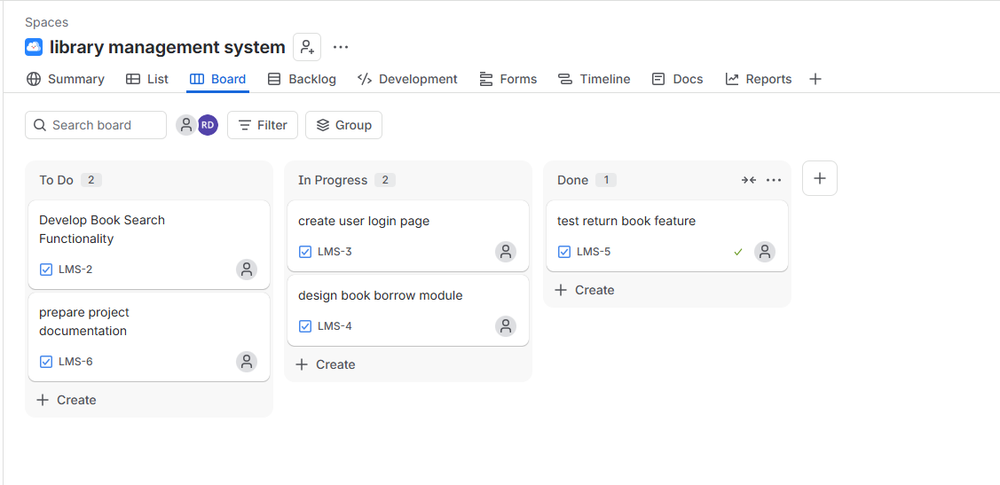 Spaces
library management system
Summary List Board Backlog Development Forms Timeline Docs Reports
Search board RD Filter Group
To Do 2
Develop Book Search
Functionality
LMS-2
prepare project
documentation
LMS-6
Create
In Progress 2
create user login page
LMS-3
design book borrow module
LMS-4
Create
Done 1
test return book feature
LMS-5
Create